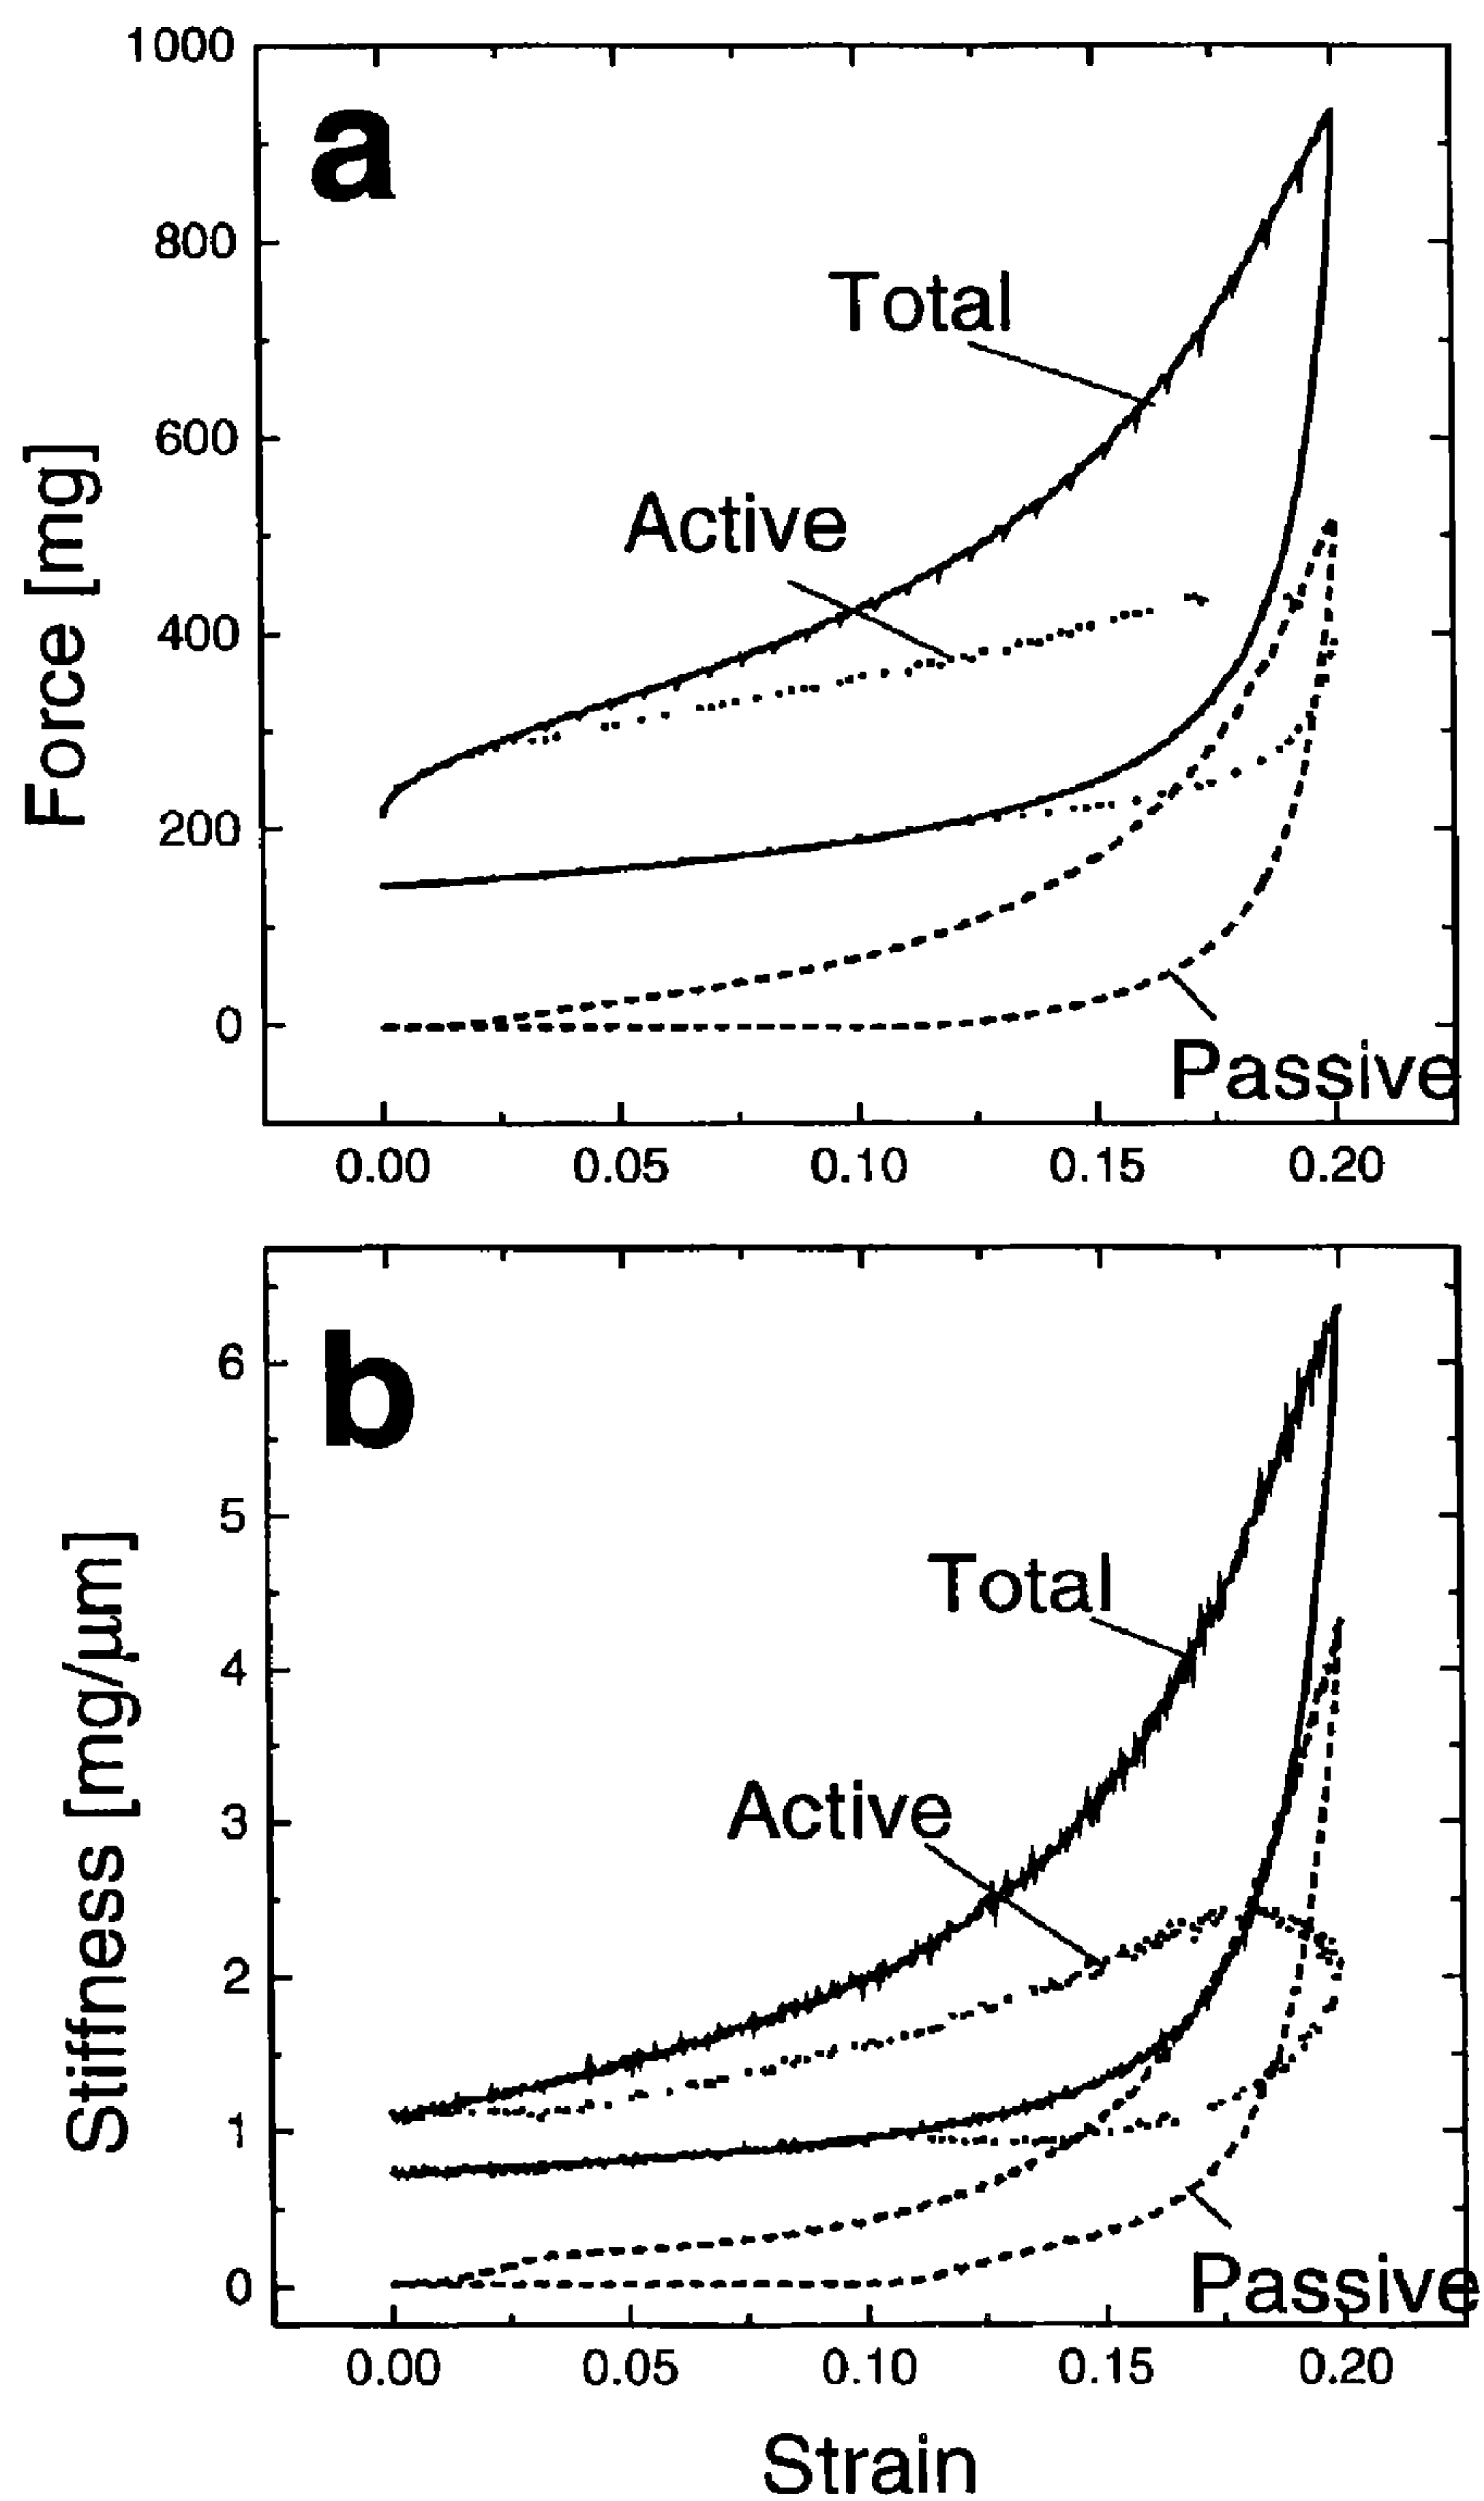 1000
a
800
Total
600
Active
Force [mg]
400
200
0
Passive
0.00 0.05 0.10 0.15 0.20
b
6
5
Total
4
Stiffness [mg/µm]
Active
3
2
1
0
Passive
0.00 0.05 0.10 0.15 0.20
Strain